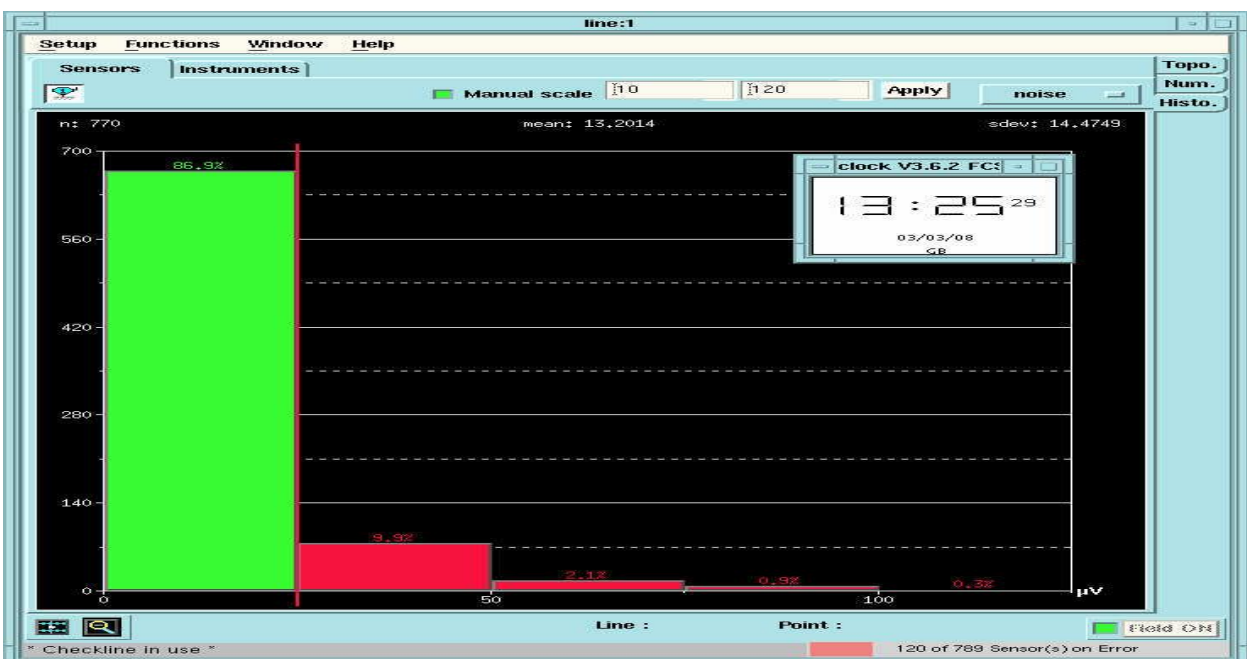 line:1
Setup Functions Window Help
Sensors Instruments Topo.
Num.
Histo.
Manual scale 10 120 Apply noise
n: 770 mean: 13,2014 sdev: 14,4749
700
86,9%
clock V3.6.2 FC
13:25 29
03/03/08
GB
560
420
280
140
9,9%
2,1% 0,9% 0,3%
0
0 50 100 µV
Line : Point :
Field ON
* Checkline in use * 120 of 789 Sensor(s) on Error